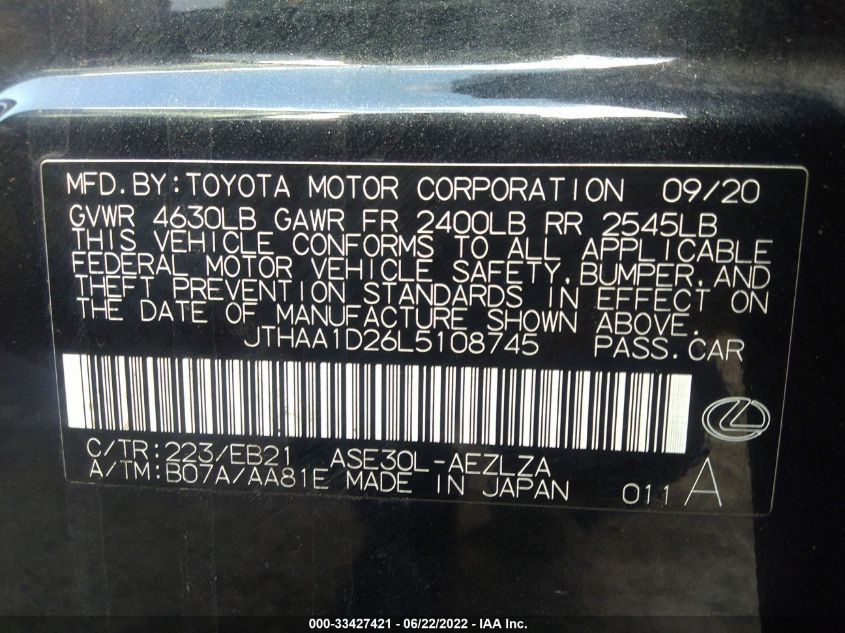 MFD.BY:TOYOTA MOTOR CORPORATION 09/20
GVWR 4630LB GAWR FR 2400LB RR 2545LB
THIS VEHICLE CONFORMS TO ALL APPLICABLE
FEDERAL MOTOR VEHICLE SAFETY,BUMPER,AND
THEFT PREVENTION STANDARDS IN EFFECT ON
THE DATE OF MANUFACTURE SHOWN ABOVE.
JTHAA1D26L5108745 PASS.CAR
C/TR:223/EB21 ASE30L-AEZLZA
A/TM:B07A/AA81E MADE IN JAPAN 011 A
000-33427421 - 06/22/2022 - IAA Inc.